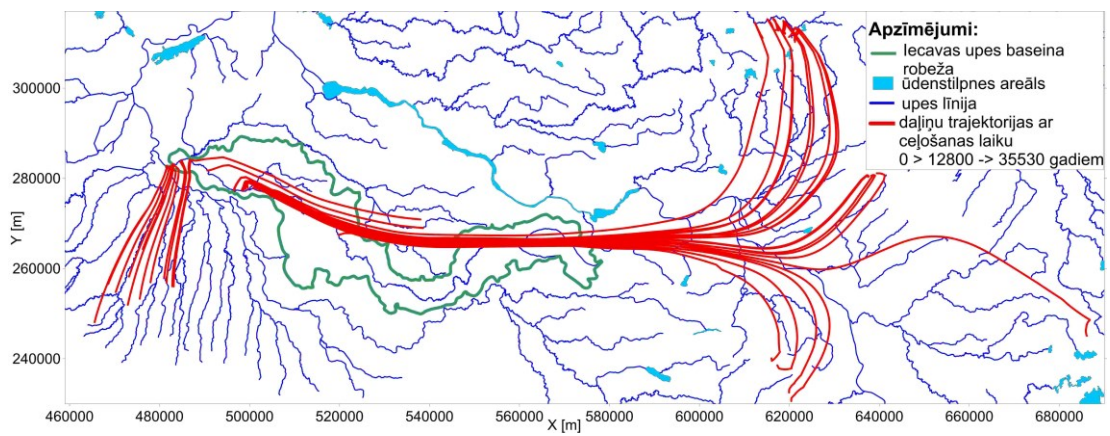 Apzīmējumi:
Iecavas upes baseina
robeža
ūdenstilpnes areāls
upes līnija
daļiņu trajektorijas ar
ceļošanas laiku
0 > 12800 -> 35530 gadiem
300000
280000
260000
240000
Y [m]
460000 480000 500000 520000 540000 560000 580000 600000 620000 640000 660000 680000
X [m]